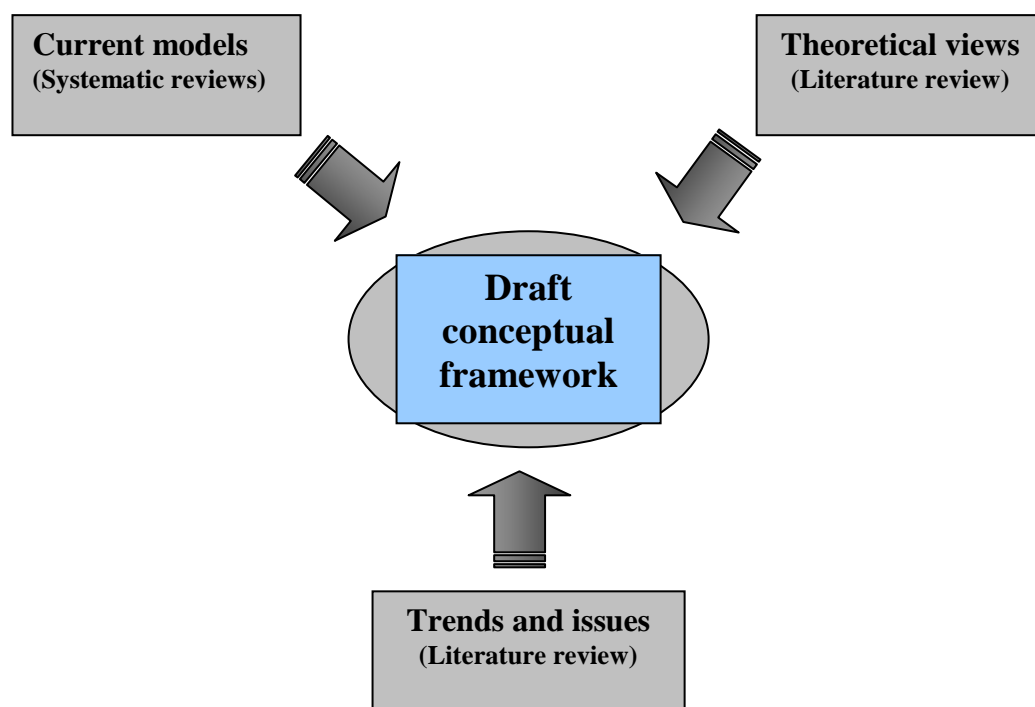 Current models
(Systematic reviews)
Theoretical views
(Literature review)
Draft
conceptual
framework
Trends and issues
(Literature review)